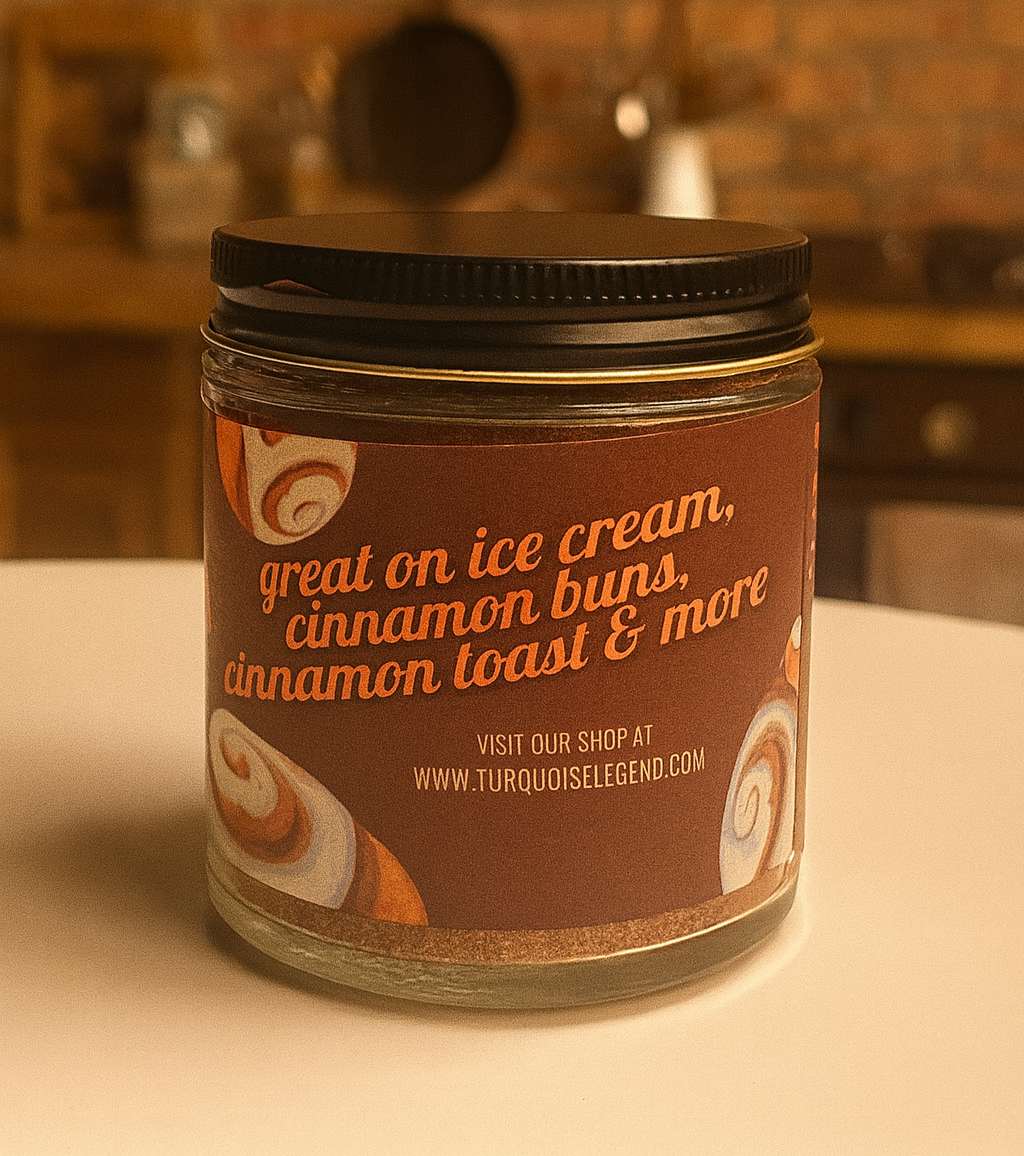 great on ice cream,
cinnamon buns,
cinnamon toast & more
VISIT OUR SHOP AT
WWW.TURQUOISELEGEND.COM